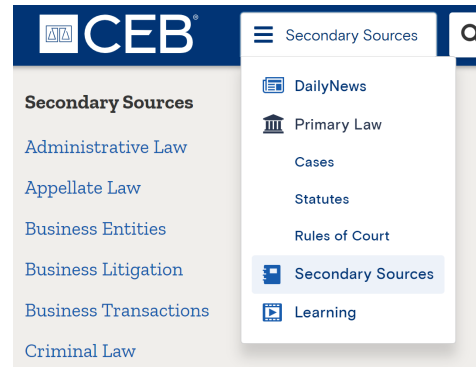 CEB®
Secondary Sources
Secondary Sources
Administrative Law
Appellate Law
Business Entities
Business Litigation
Business Transactions
Criminal Law
DailyNews
Primary Law
Cases
Statutes
Rules of Court
Secondary Sources
Learning